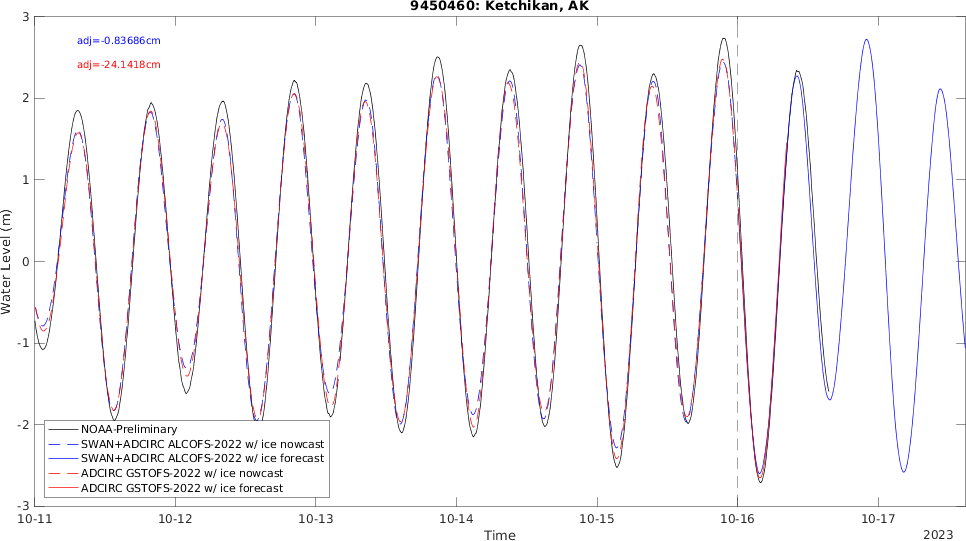 9450460: Ketchikan, AK
adj=-0.83686cm
adj=-24.1418cm
3
2
1
0
-1
-2
-3
Water Level (m)
NOAA-Preliminary
SWAN+ADCIRC ALCOFS-2022 w/ ice nowcast
SWAN+ADCIRC ALCOFS-2022 w/ ice forecast
ADCIRC GSTOFS-2022 w/ ice nowcast
ADCIRC GSTOFS-2022 w/ ice forecast
10-11 10-12 10-13 10-14 10-15 10-16 10-17
Time
2023